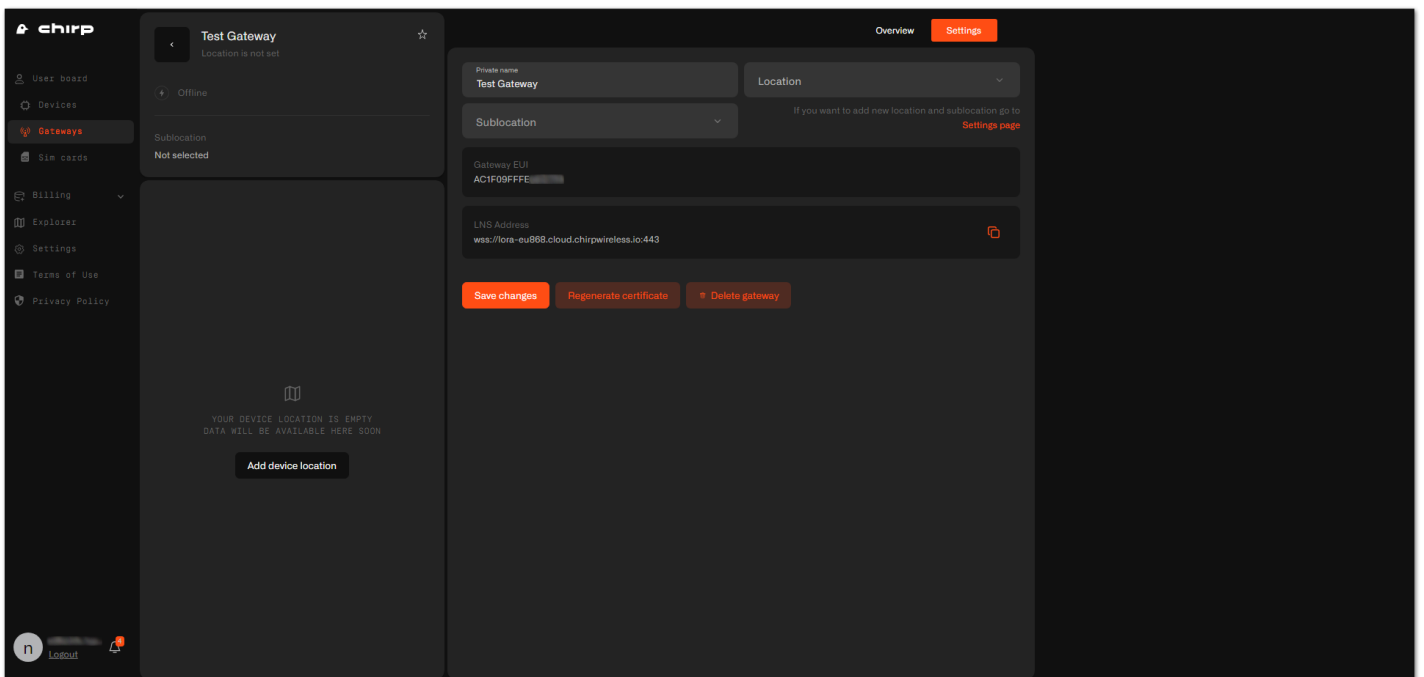 chirp
User board
Devices
Gateways
Sim cards
Billing
Explorer
Settings
Terms of Use
Privacy Policy
n
Logout
4
Test Gateway
Location is not set
Offline
Sublocation
Not selected
YOUR DEVICE LOCATION IS EMPTY
DATA WILL BE AVAILABLE HERE SOON
Add device location
Overview
Settings
Private name
Test Gateway
Location
Sublocation
If you want to add new location and sublocation go to
Settings page
Gateway EUI
AC1F09FFFE
LNS Address
wss://lora-eu868.cloud.chirpwireless.io:443
Save changes
Regenerate certificate
Delete gateway